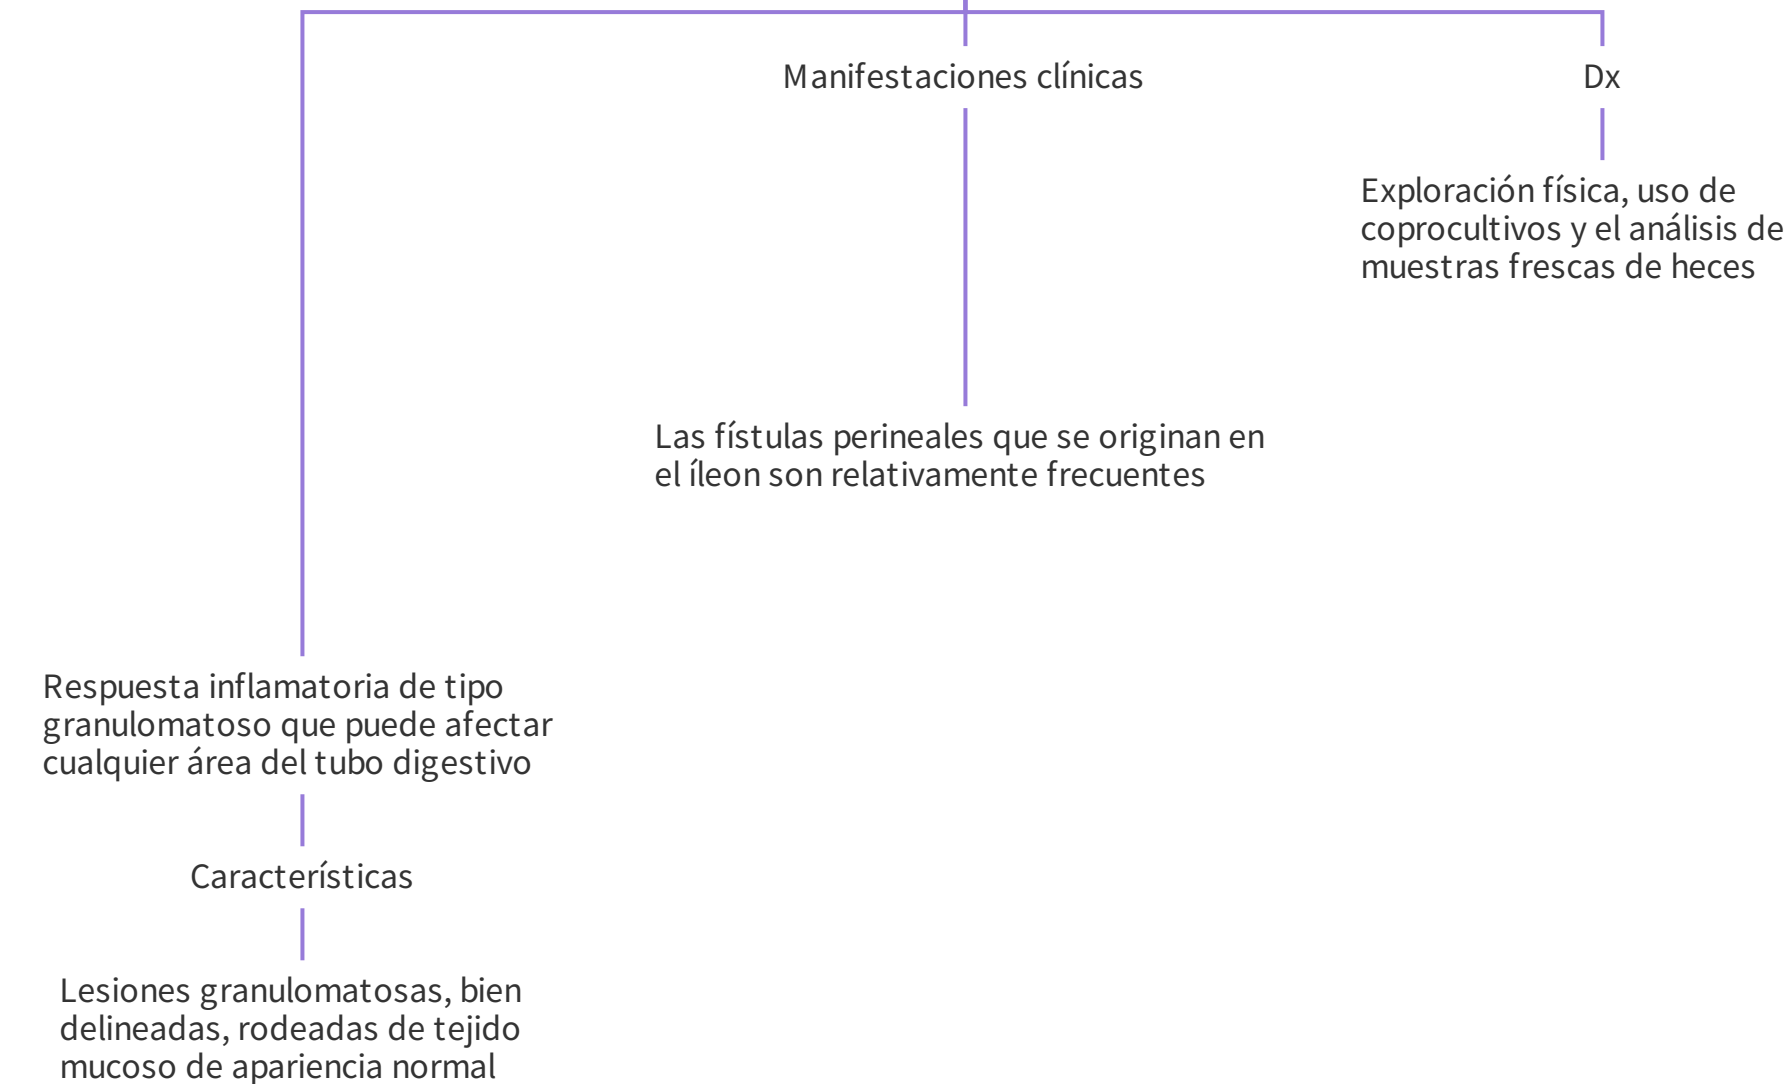 Manifestaciones clínicas
Dx
Exploración física, uso de
coprocultivos y el análisis de
muestras frescas de heces
Las fístulas perineales que se originan en
el íleon son relativamente frecuentes
Respuesta inflamatoria de tipo
granulomatoso que puede afectar
cualquier área del tubo digestivo
Características
Lesiones granulomatosas, bien
delineadas, rodeadas de tejido
mucoso de apariencia normal